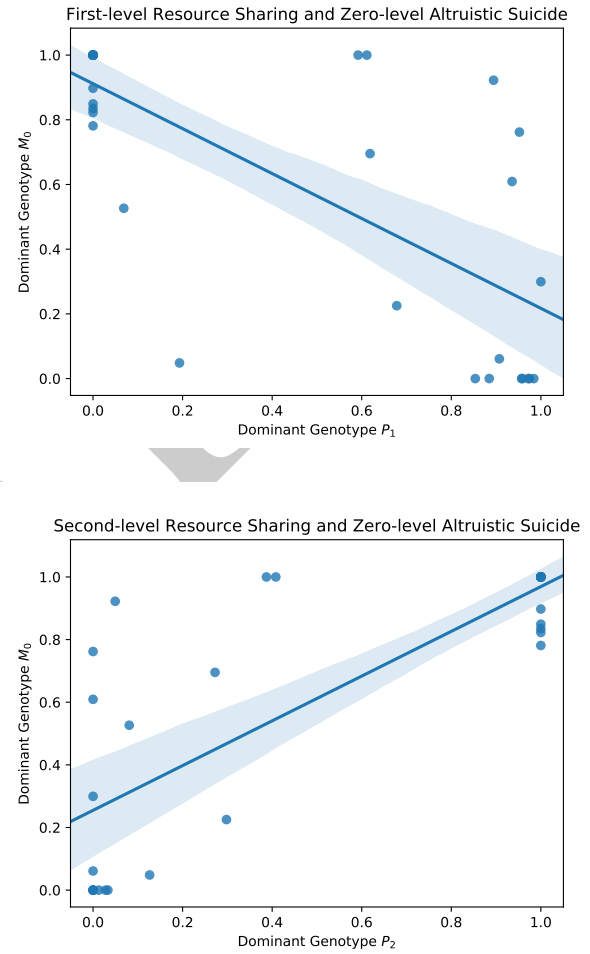 First-level Resource Sharing and Zero-level Altruistic Suicide
1.0
0.8
0.6
0.4
0.2
0.0
Dominant Genotype M₀
0.0 0.2 0.4 0.6 0.8 1.0
Dominant Genotype P₁
Second-level Resource Sharing and Zero-level Altruistic Suicide
1.0
0.8
0.6
0.4
0.2
0.0
Dominant Genotype M₀
0.0 0.2 0.4 0.6 0.8 1.0
Dominant Genotype P₂